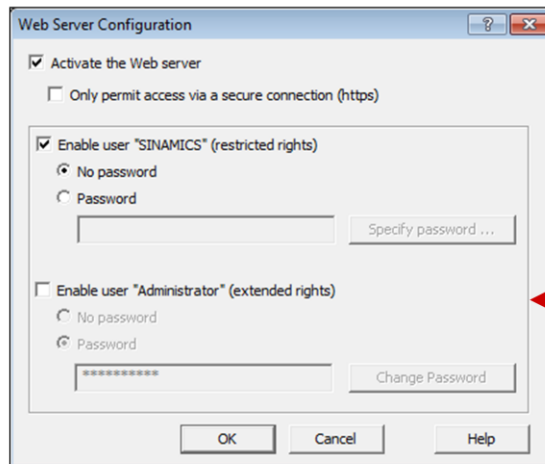 Web Server Configuration
Activate the Web server
Only permit access via a secure connection (https)
Enable user "SINAMICS" (restricted rights)
No password
Password
Specify password ...
Enable user "Administrator" (extended rights)
No password
Password
********** Change Password
OK Cancel Help